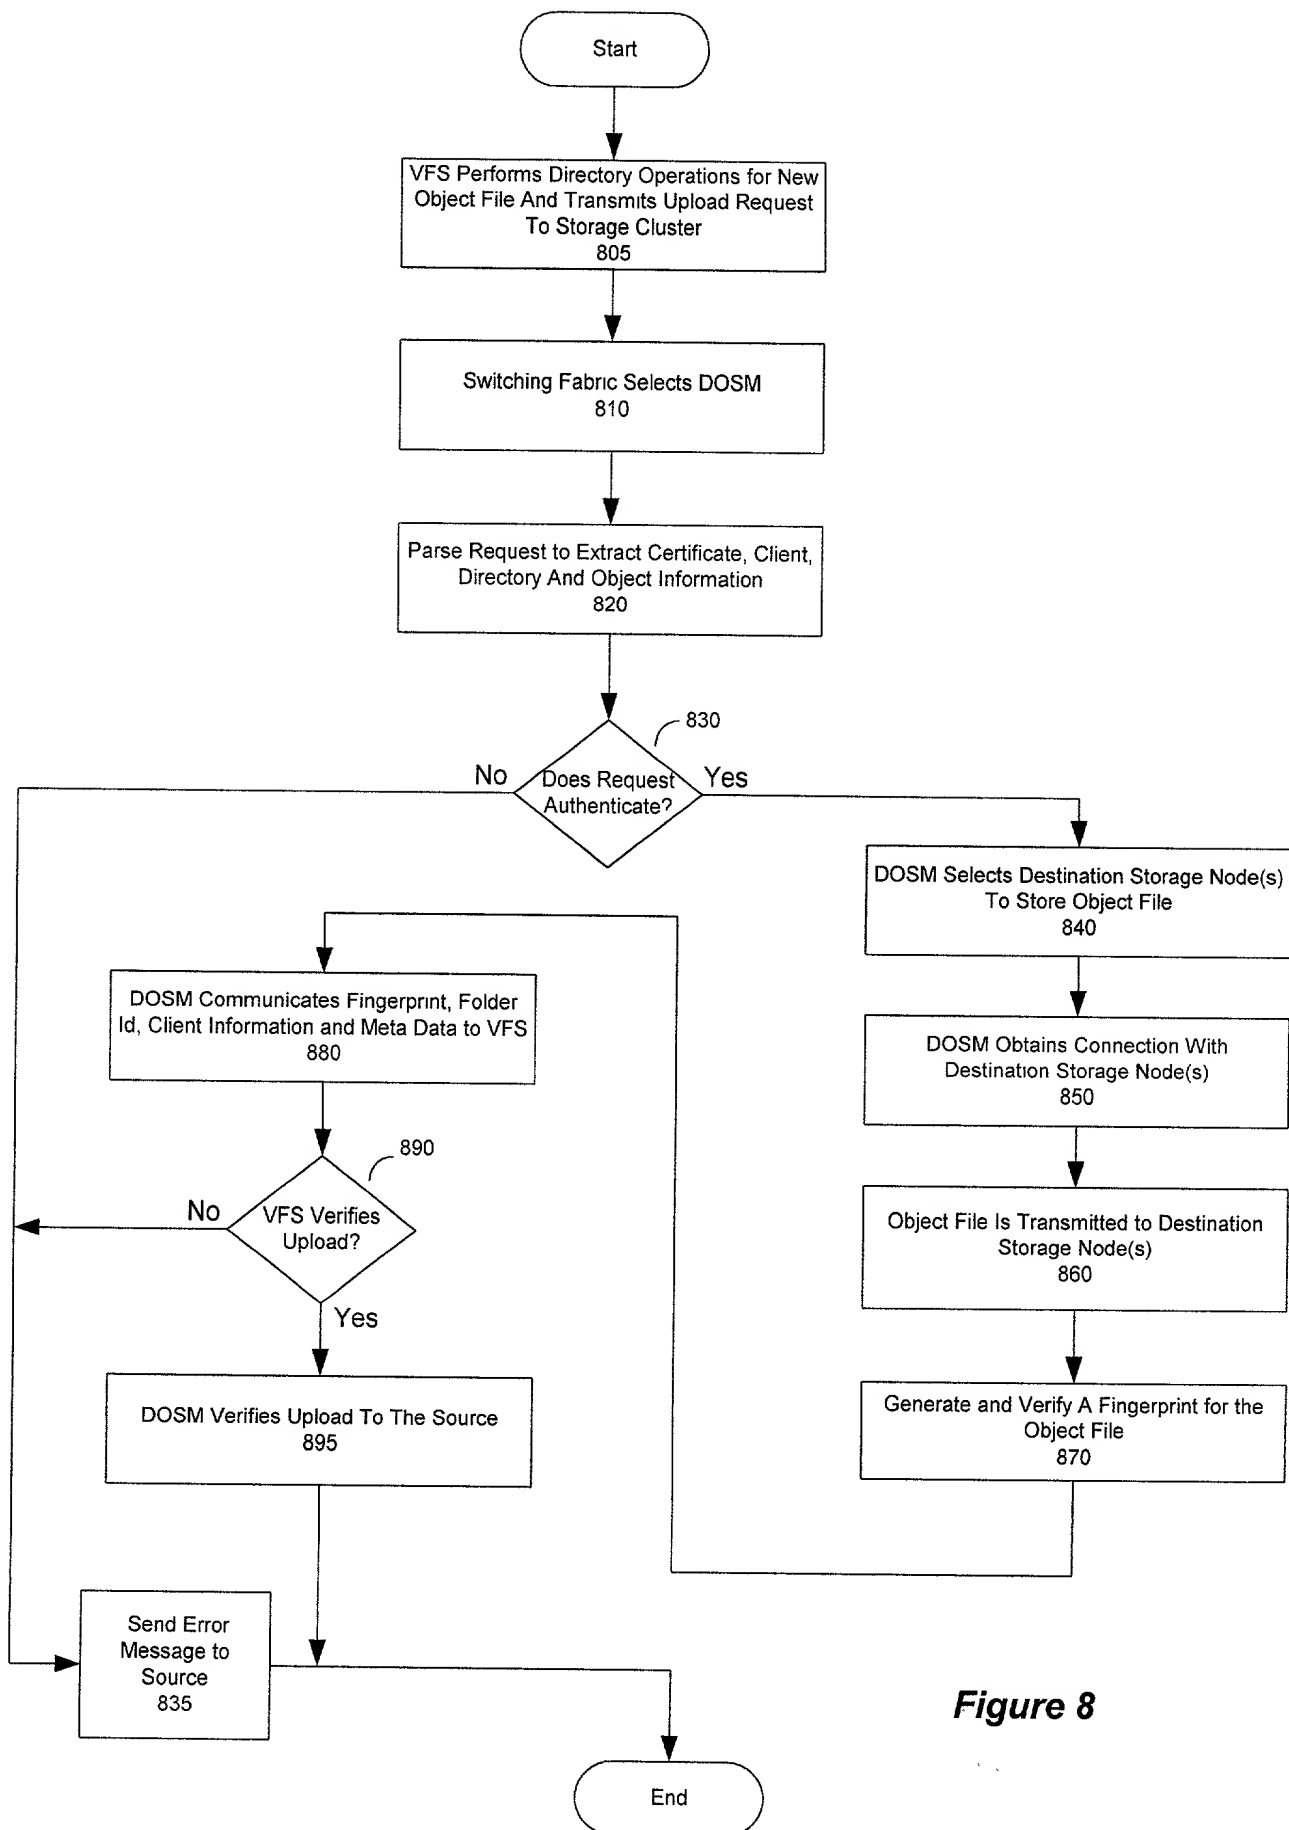 Start
VFS Performs Directory Operations for New
Object File And Transmits Upload Request
To Storage Cluster
805
Switching Fabric Selects DOSM
810
Parse Request to Extract Certificate, Client,
Directory And Object Information
820
830
No
Does Request
Authenticate?
Yes
DOSM Selects Destination Storage Node(s)
To Store Object File
840
DOSM Obtains Connection With
Destination Storage Node(s)
850
Object File Is Transmitted to Destination
Storage Node(s)
860
Generate and Verify A Fingerprint for the
Object File
870
DOSM Communicates Fingerprint, Folder
Id, Client Information and Meta Data to VFS
880
890
No
VFS Verifies
Upload?
Yes
DOSM Verifies Upload To The Source
895
Send Error
Message to
Source
835
End
Figure 8